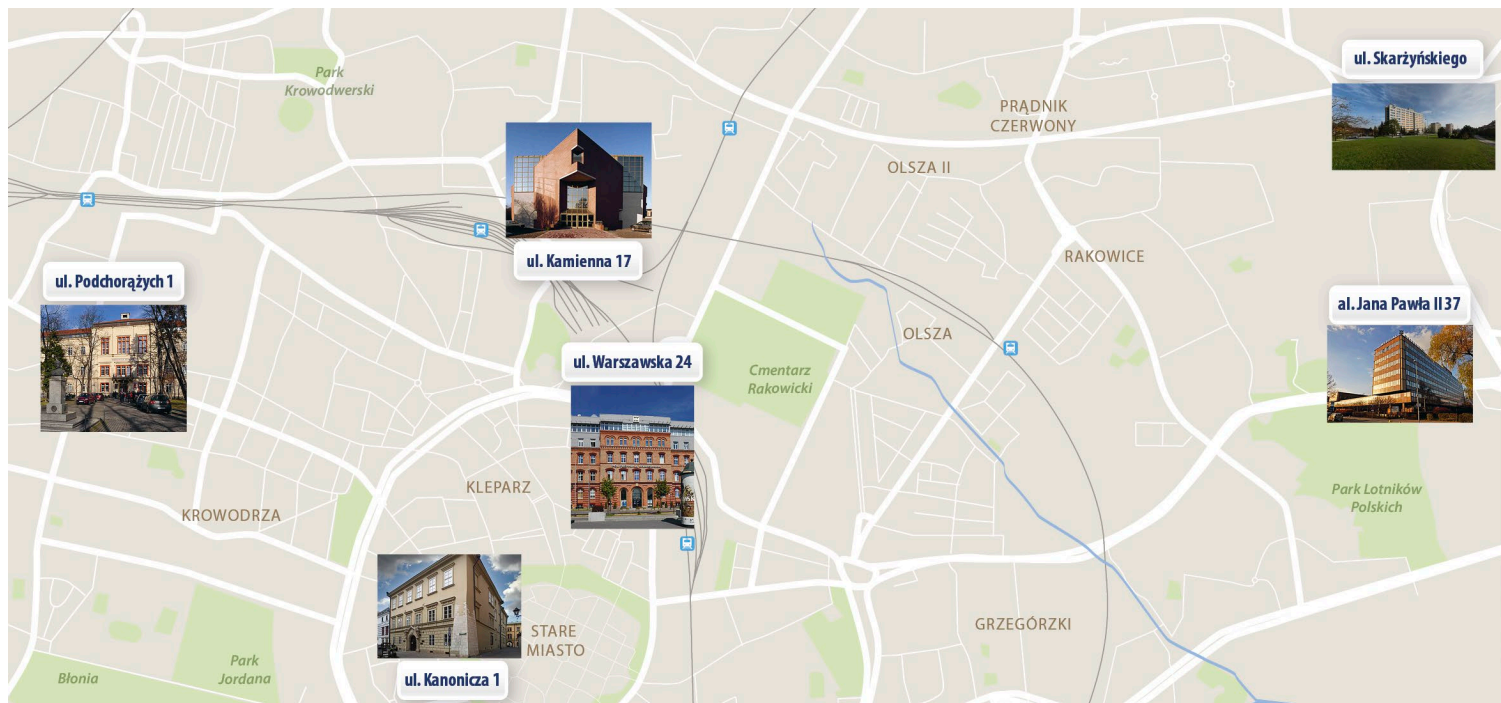 ul. Skarżyńskiego
Park
Krowodwerski
PRĄDNIK
CZERWONY
OLSZA II
ul. Kamienna 17
RAKOWICE
ul. Podchorążych 1
al. Jana Pawła II 37
OLSZA
ul. Warszawska 24
Cmentarz
Rakowicki
KLEPARZ
Park Lotników
Polskich
KROWODRZA
GRZEGÓRZKI
STARE
MIASTO
Park
Jordana
Błonia
ul. Kanonicza 1